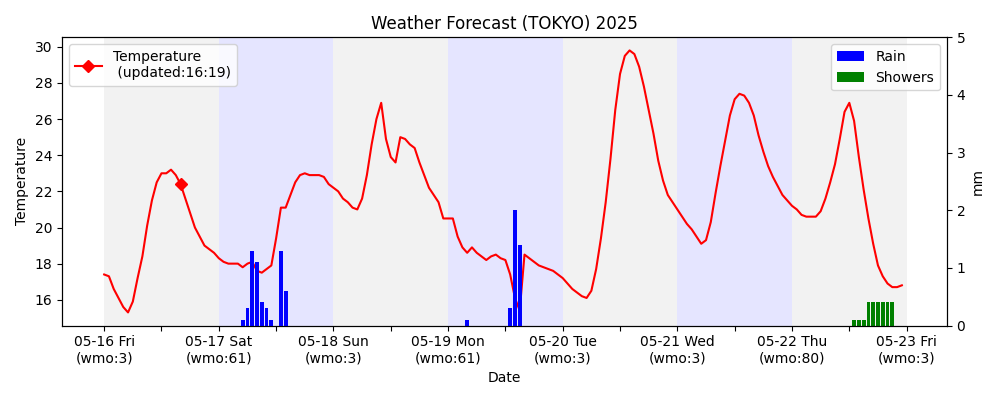 Weather Forecast (TOKYO) 2025
Temperature
(updated:16:19)
Rain
Showers
Temperature
30
28
26
24
22
20
18
16
5
4
3
2
1
0
mm
05-16 Fri
(wmo:3)
05-17 Sat
(wmo:61)
05-18 Sun
(wmo:3)
05-19 Mon
(wmo:61)
05-20 Tue
(wmo:3)
05-21 Wed
(wmo:3)
05-22 Thu
(wmo:80)
05-23 Fri
(wmo:3)
Date